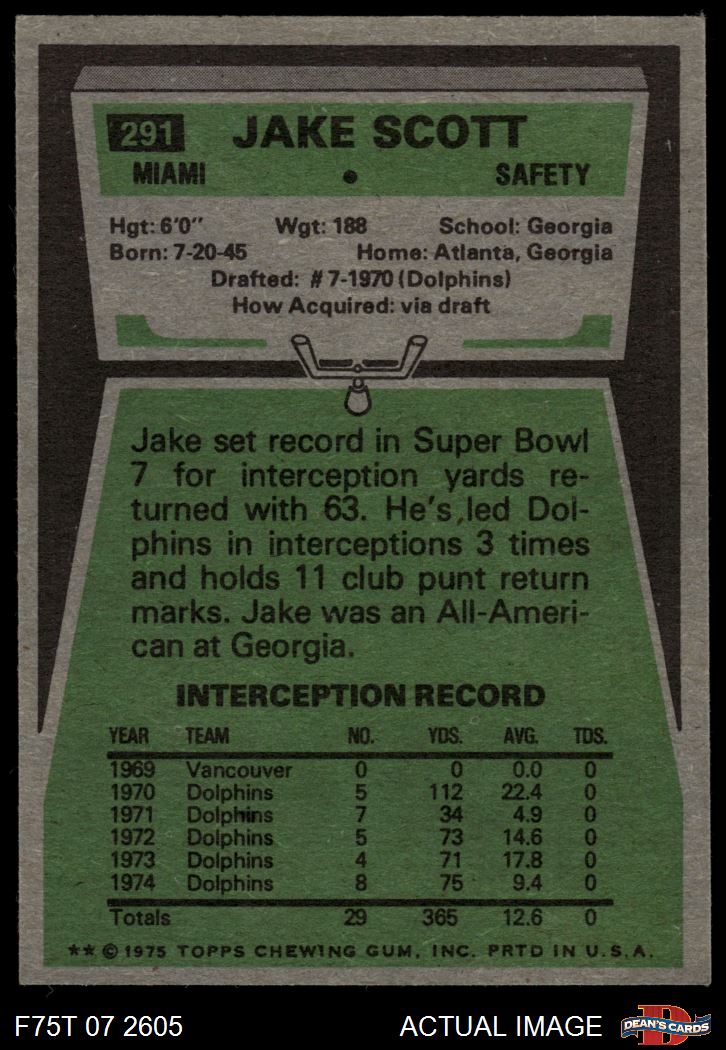 291 JAKE SCOTT
MIAMI • SAFETY
Hgt: 6'0" Wgt: 188 School: Georgia
Born: 7-20-45 Home: Atlanta, Georgia
Drafted: #7-1970 (Dolphins)
How Acquired: via draft
Jake set record in Super Bowl
7 for interception yards re-
turned with 63. He's led Dol-
phins in interceptions 3 times
and holds 11 club punt return
marks. Jake was an All-Ameri-
can at Georgia.
INTERCEPTION RECORD
YEAR TEAM NO. YDS. AVG. TDS.
1969 Vancouver 0 0 0.0 0
1970 Dolphins 5 112 22.4 0
1971 Dolphins 7 34 4.9 0
1972 Dolphins 5 73 14.6 0
1973 Dolphins 4 71 17.8 0
1974 Dolphins 8 75 9.4 0
Totals 29 365 12.6 0
** © 1975 TOPPS CHEWING GUM, INC. PRTD IN U.S.A.
F75T 07 2605 ACTUAL IMAGE D DEAN'S CARDS